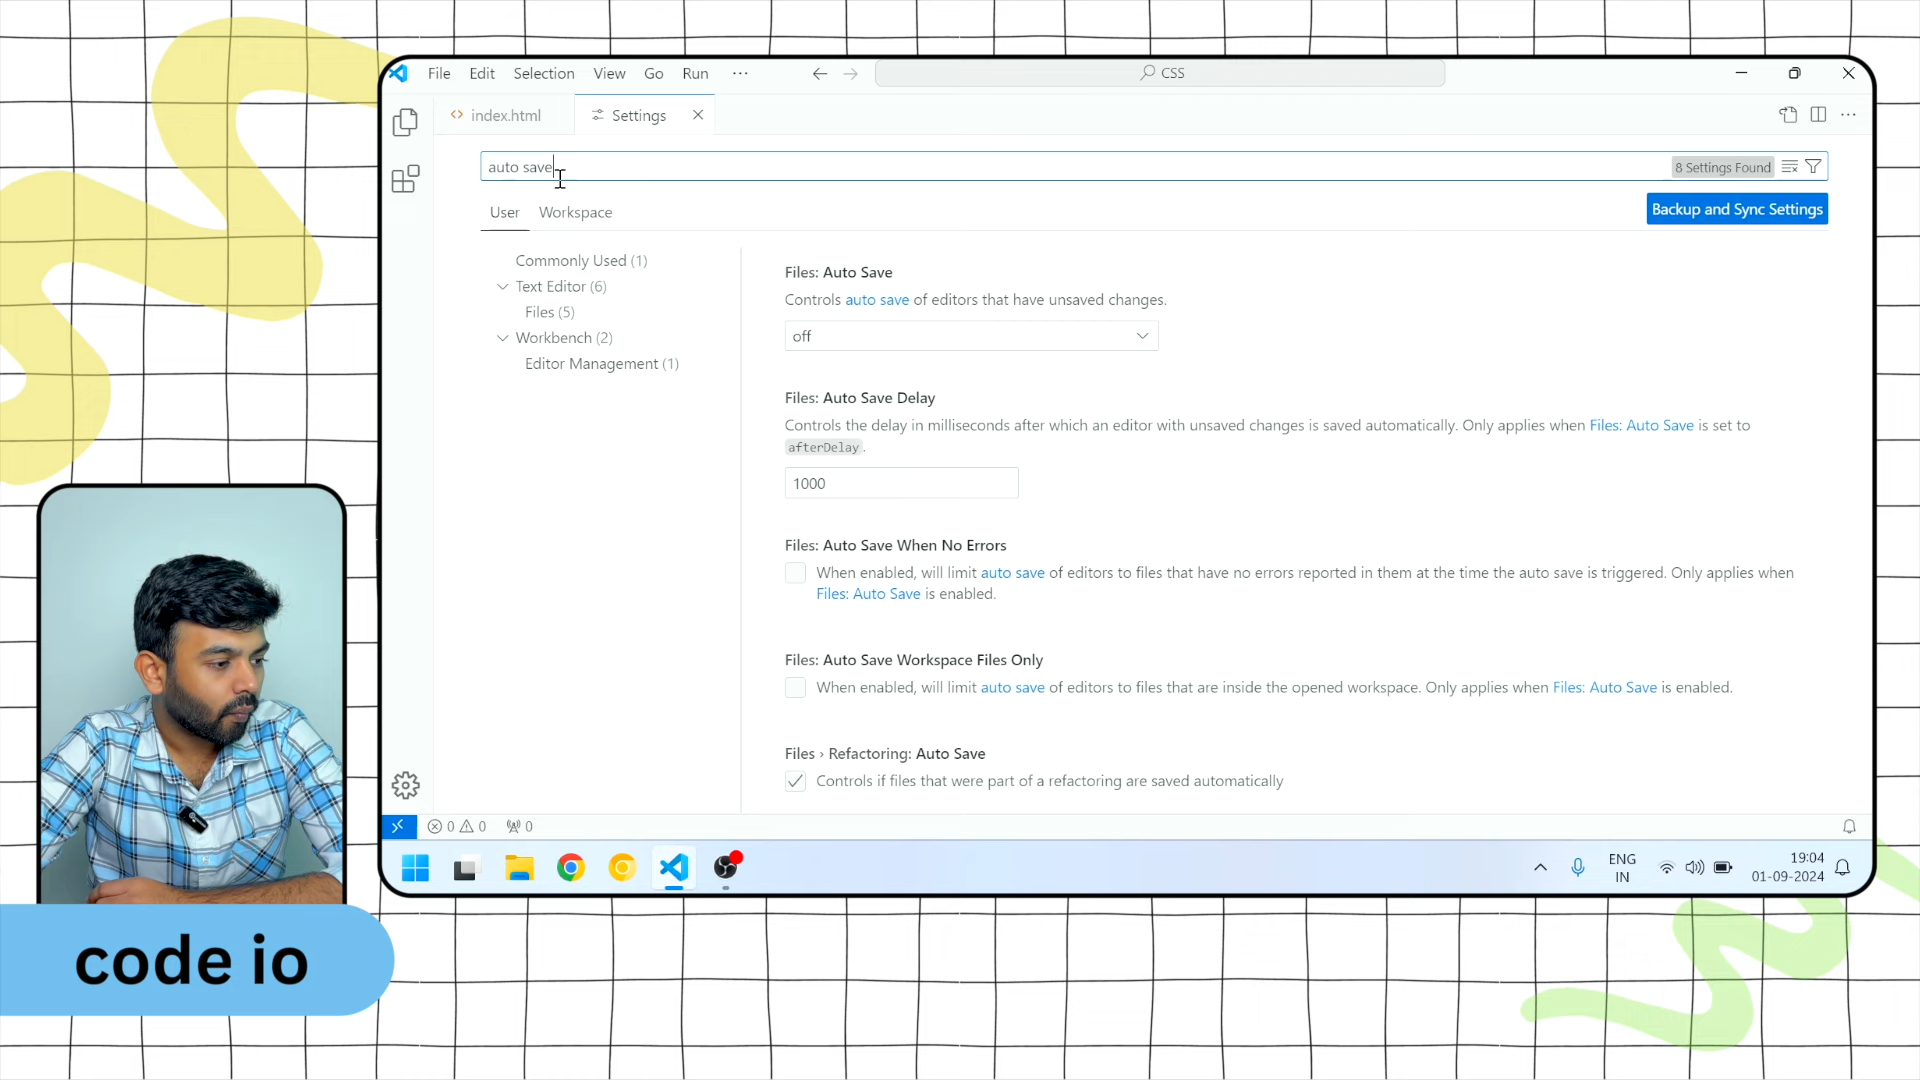 File Edit Selection View Go Run ··· CSS
index.html Settings
auto save 8 Settings Found
User Workspace Backup and Sync Settings
Commonly Used (1)
Text Editor (6)
Files (5)
Workbench (2)
Editor Management (1)
Files: Auto Save
Controls auto save of editors that have unsaved changes.
off
Files: Auto Save Delay
Controls the delay in milliseconds after which an editor with unsaved changes is saved automatically. Only applies when Files: Auto Save is set to
afterDelay.
1000
Files: Auto Save When No Errors
When enabled, will limit auto save of editors to files that have no errors reported in them at the time the auto save is triggered. Only applies when
Files: Auto Save is enabled.
Files: Auto Save Workspace Files Only
When enabled, will limit auto save of editors to files that are inside the opened workspace. Only applies when Files: Auto Save is enabled.
Files › Refactoring: Auto Save
Controls if files that were part of a refactoring are saved automatically
0 0 0
ENG
IN
19:04
01-09-2024
code io